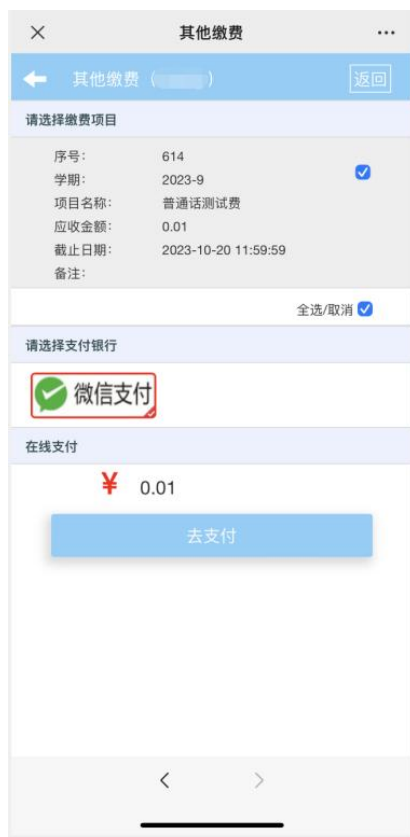 其他缴费
其他缴费（ ）
返回
请选择缴费项目
序号： 614
学期： 2023-9
项目名称： 普通话测试费
应收金额： 0.01
截止日期： 2023-10-20 11:59:59
备注：
全选/取消
请选择支付银行
微信支付
在线支付
¥ 0.01
去支付